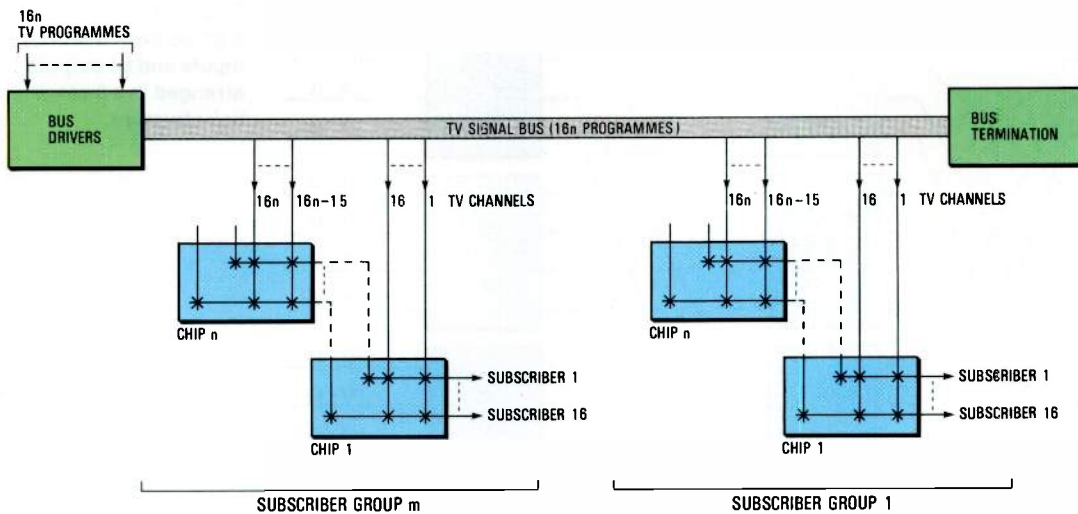 16n
TV PROGRAMMES
BUS
DRIVERS
TV SIGNAL BUS (16n PROGRAMMES)
BUS
TERMINATION
16n 16n-15 16 1 TV CHANNELS
16n 16n-15 16 1 TV CHANNELS
CHIP n
CHIP n
SUBSCRIBER 1
SUBSCRIBER 16
CHIP 1
SUBSCRIBER 1
SUBSCRIBER 16
CHIP 1
SUBSCRIBER GROUP m
SUBSCRIBER GROUP 1